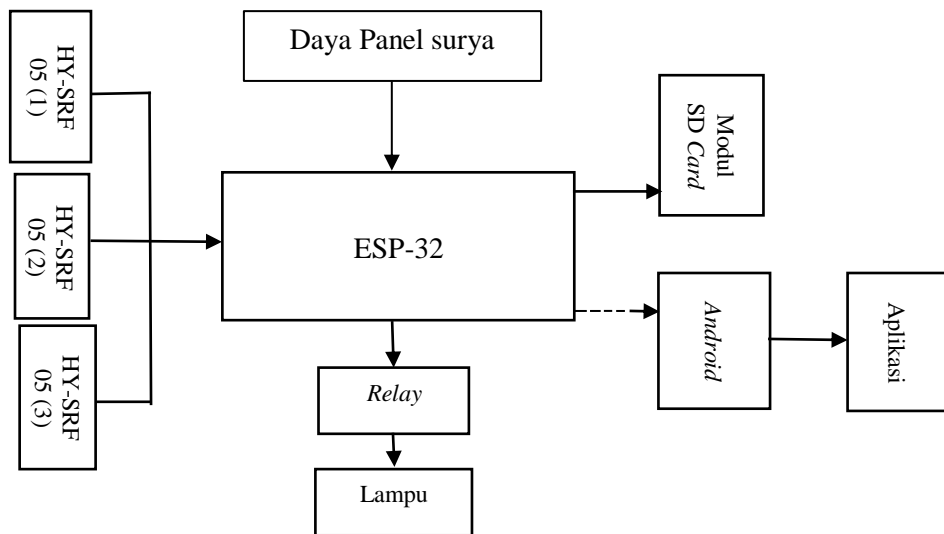 Daya Panel surya
HY-SRF
05 (1)
HY-SRF
05 (2)
HY-SRF
05 (3)
ESP-32
Modul
SD Card
Android
Aplikasi
Relay
Lampu